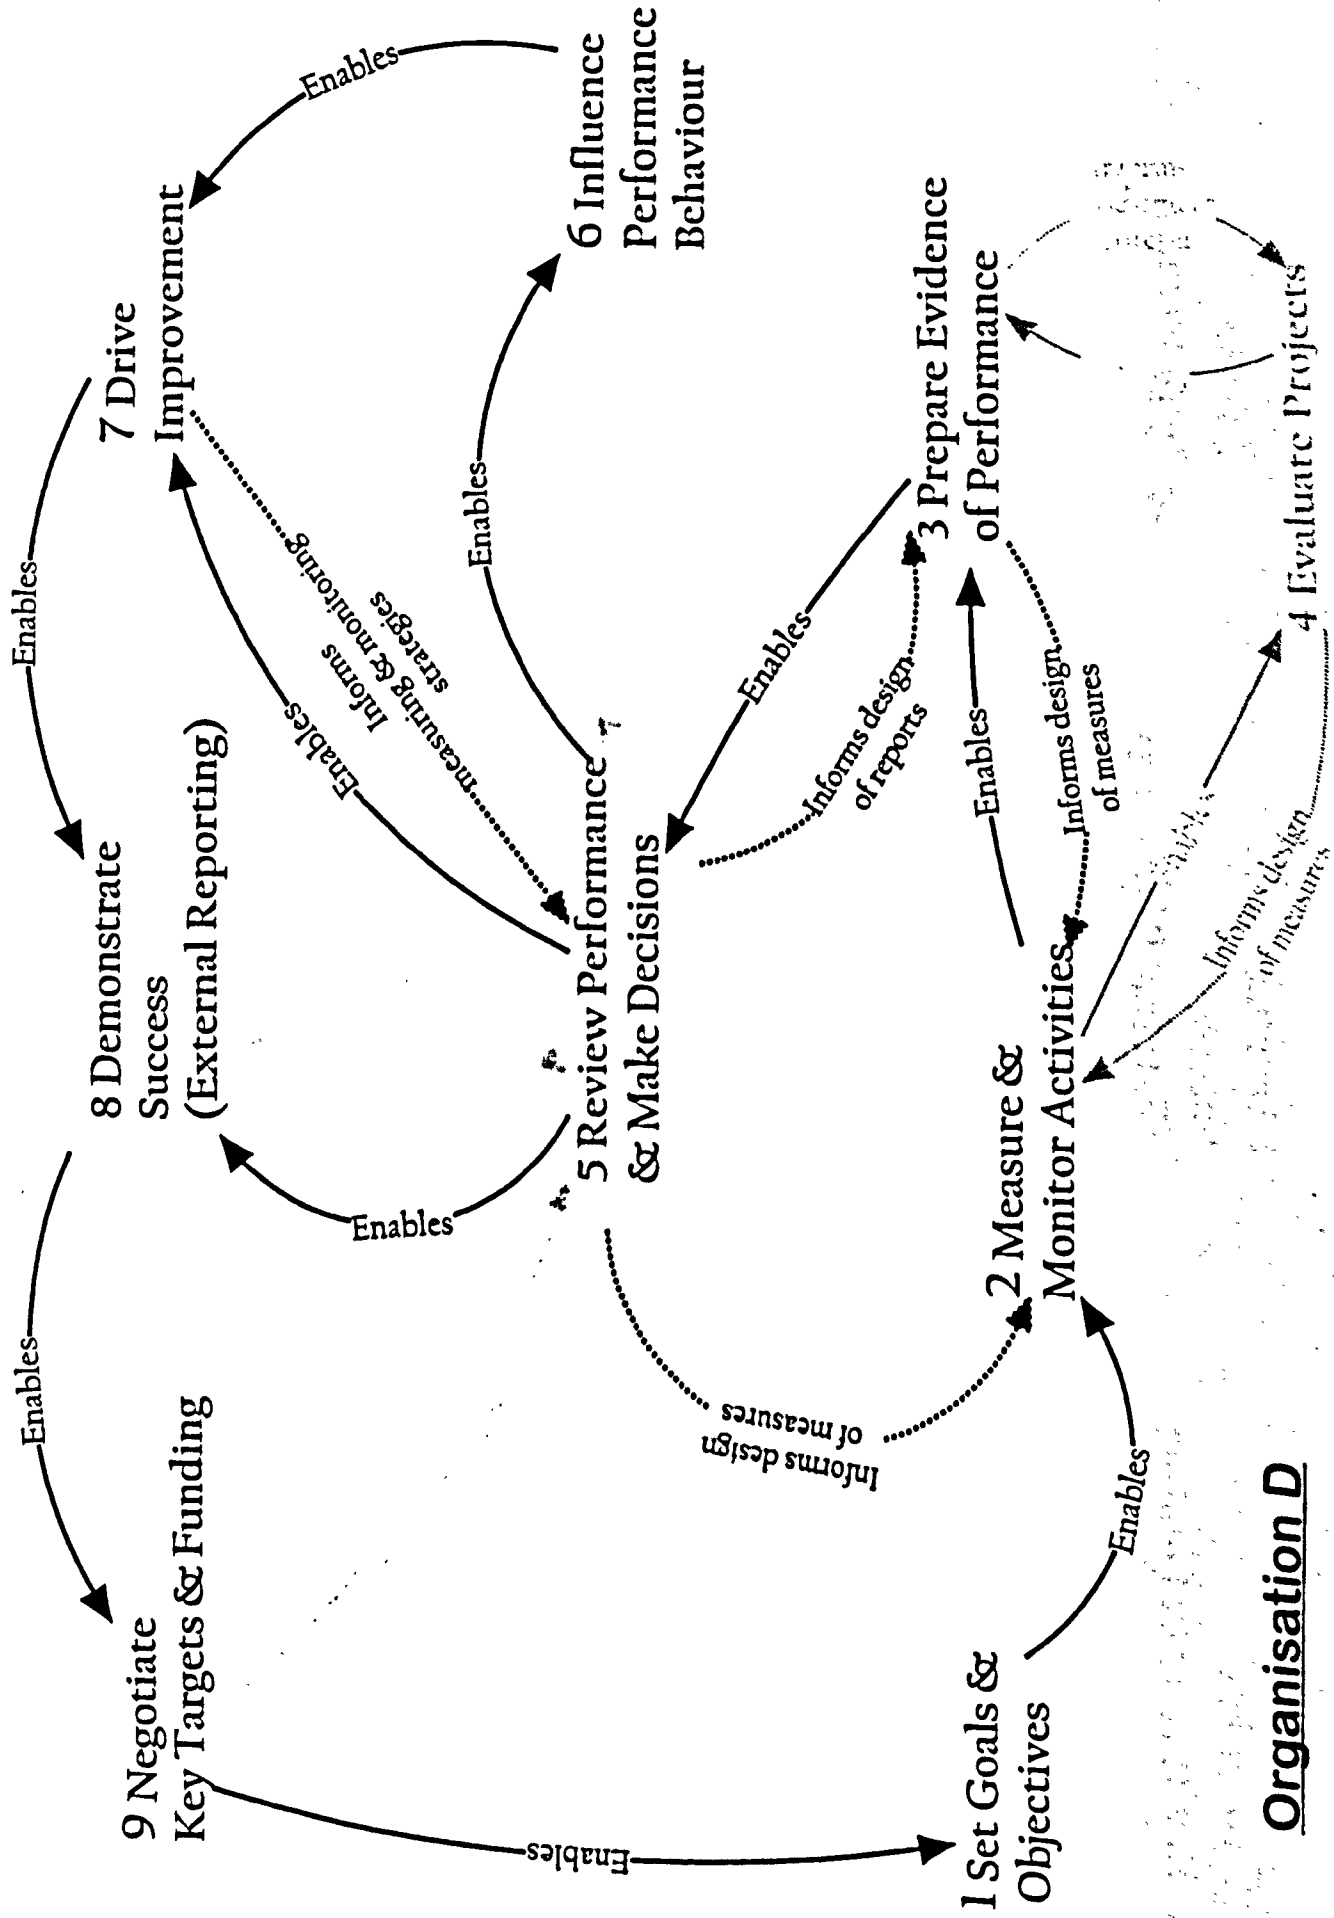 9 Negotiate
Key Targets & Funding
Enables
8 Demonstrate
Success
(External Reporting)
Enables
7 Drive
Improvement
Enables
Enables
Enables
Informs
measuring & monitoring
strategies
Enables
6 Influence
Performance
Behaviour
Enables
5 Review Performance
& Make Decisions
Informs design
of measures
Enables
Informs design
of reports
1 Set Goals &
Objectives
Enables
2 Measure &
Monitor Activities
Enables
Informs design
of measures
3 Prepare Evidence
of Performance
Informs design
of measures
4 Evaluate Projects
Organisation D